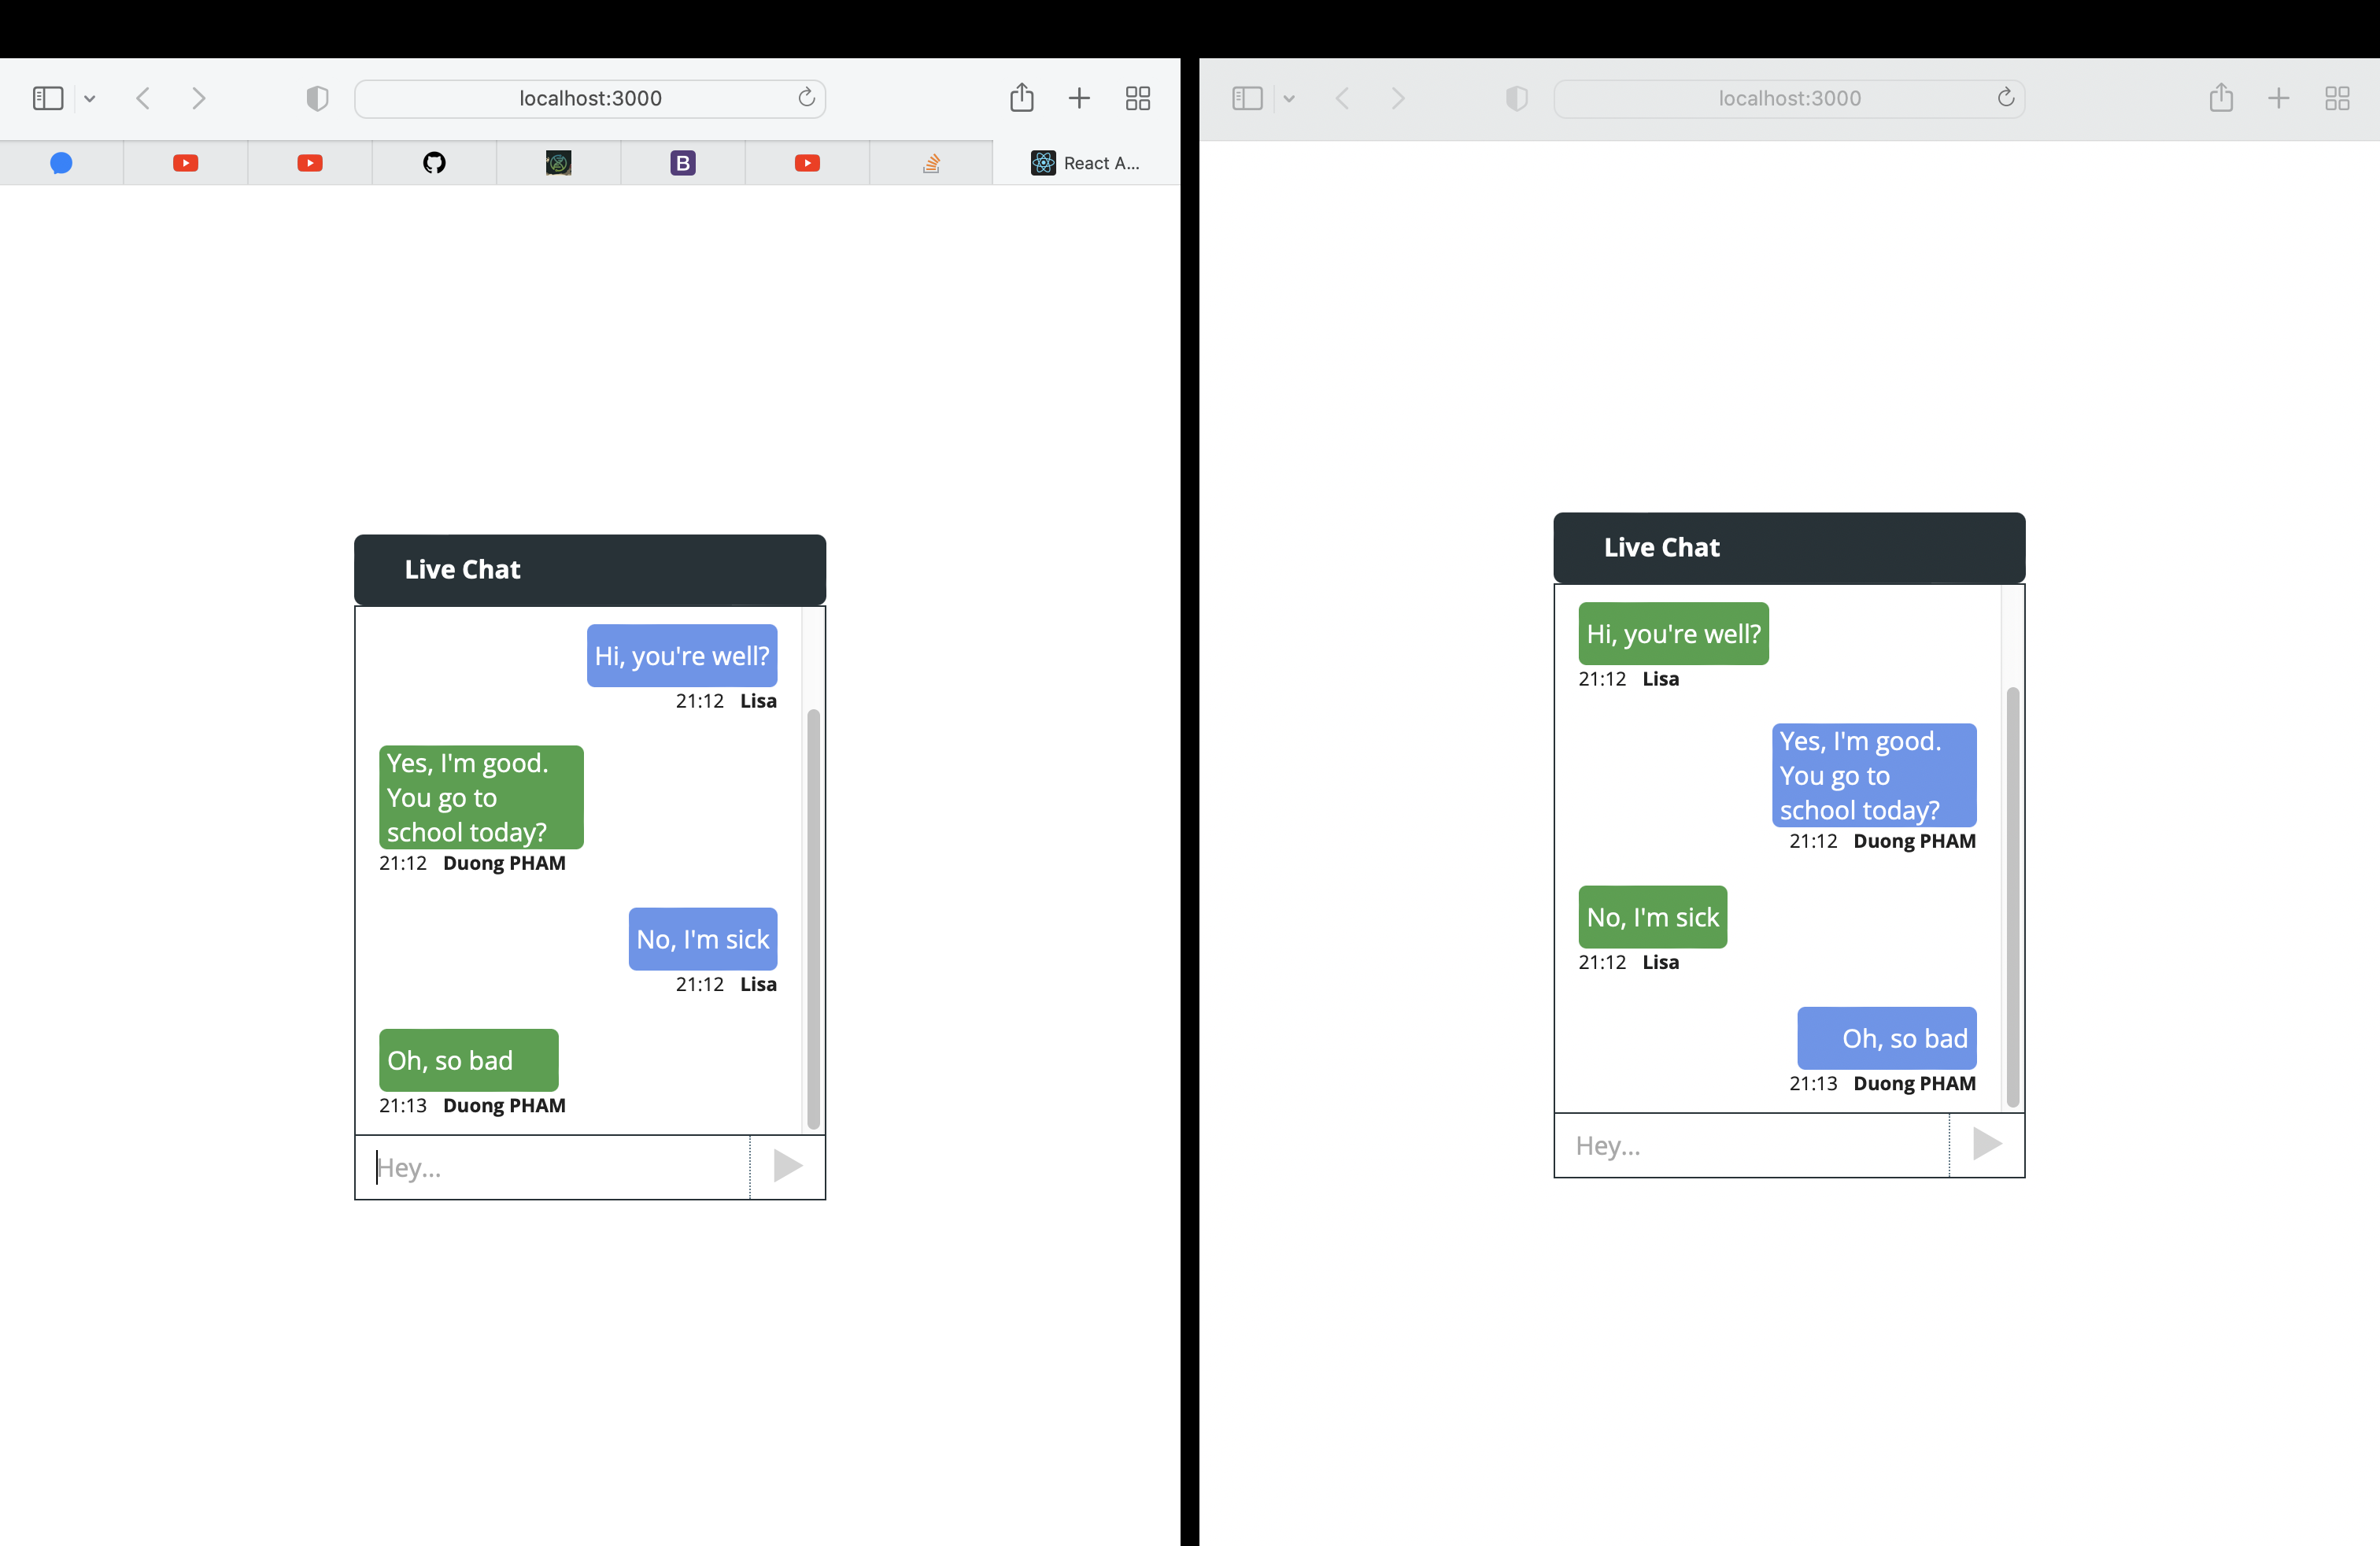 localhost:3000
B
React A...
Live Chat
Hi, you're well?
21:12 Lisa
Yes, I'm good.
You go to
school today?
21:12 Duong PHAM
No, I'm sick
21:12 Lisa
Oh, so bad
21:13 Duong PHAM
Hey...
localhost:3000
Live Chat
Hi, you're well?
21:12 Lisa
Yes, I'm good.
You go to
school today?
21:12 Duong PHAM
No, I'm sick
21:12 Lisa
Oh, so bad
21:13 Duong PHAM
Hey...